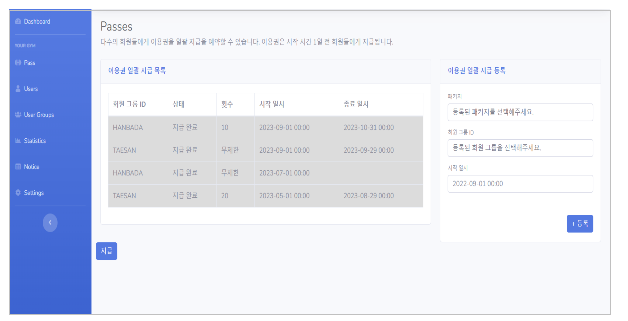 Dashboard
Pass
Users
User Groups
Statistics
Notice
Settings
Passes
다수의 회원들에게 이용권을 일괄 지급을 예약할 수 있습니다. 이용권은 시작 시간 1일 전 회원들에게 지급됩니다.
이용권 일괄 지급 목록
회원 그룹 ID 상태 횟수 시작 일시 종료 일시
HANBADA 지급 완료 10 2023-09-01 00:00 2023-10-31 00:00
TAESAN 지급 완료 무제한 2023-09-01 00:00 2023-09-29 00:00
HANBADA 지급 완료 무제한 2023-07-01 00:00
TAESAN 지급 완료 20 2023-05-01 00:00 2023-08-29 00:00
지급
이용권 일괄 지급 등록
패키지
등록된 패키지를 선택해주세요.
회원 그룹 ID
등록된 회원 그룹을 선택해주세요.
시작 일시
2022-09-01 00:00
+ 등록